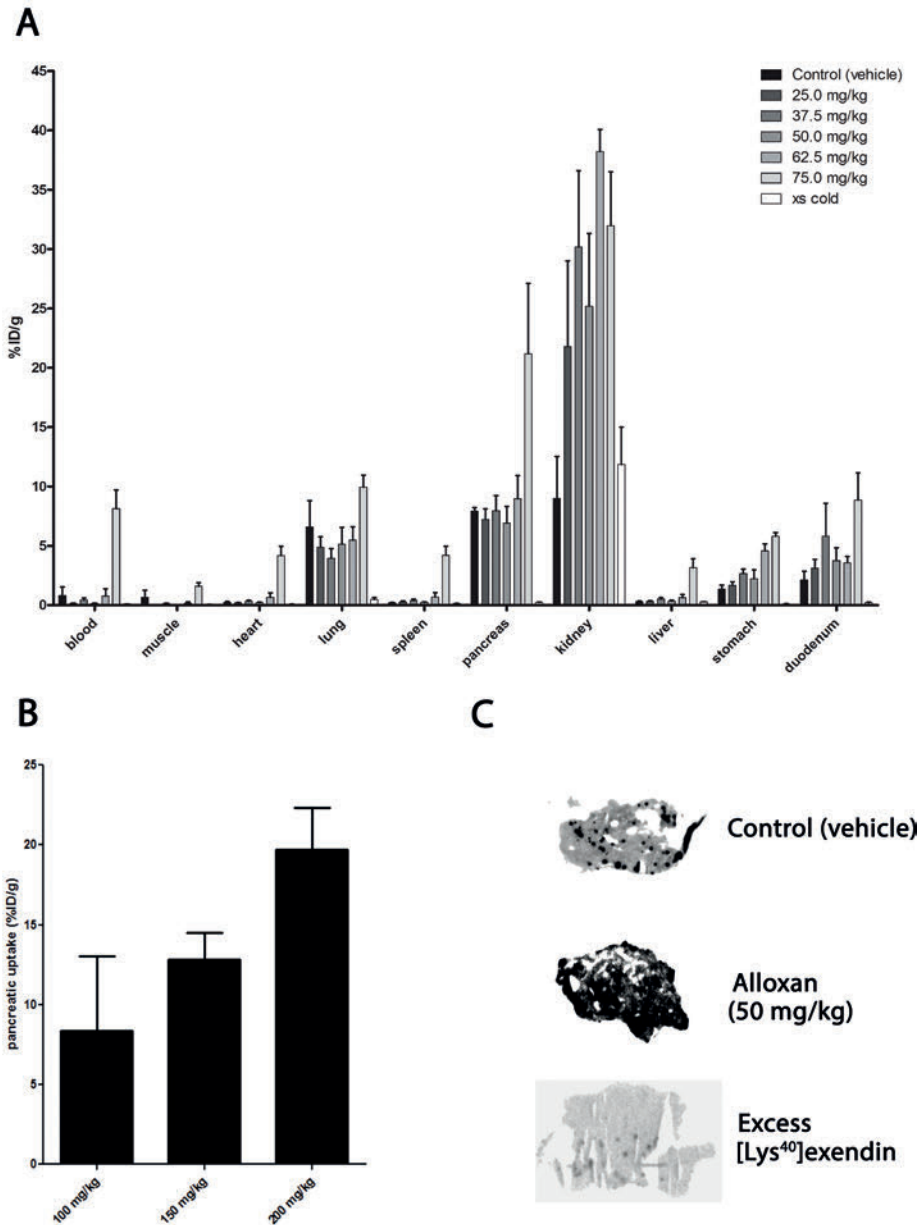 A
Control (vehicle)
25.0 mg/kg
37.5 mg/kg
50.0 mg/kg
62.5 mg/kg
75.0 mg/kg
xs cold
45
40
35
30
25
20
15
10
5
0
%ID/g
blood
muscle
heart
lung
spleen
pancreas
kidney
liver
stomach
duodenum
B
25
20
15
10
5
0
pancreatic uptake (%ID/g)
100 mg/kg
150 mg/kg
200 mg/kg
C
Control (vehicle)
Alloxan
(50 mg/kg)
Excess
[Lys⁴⁰]exendin